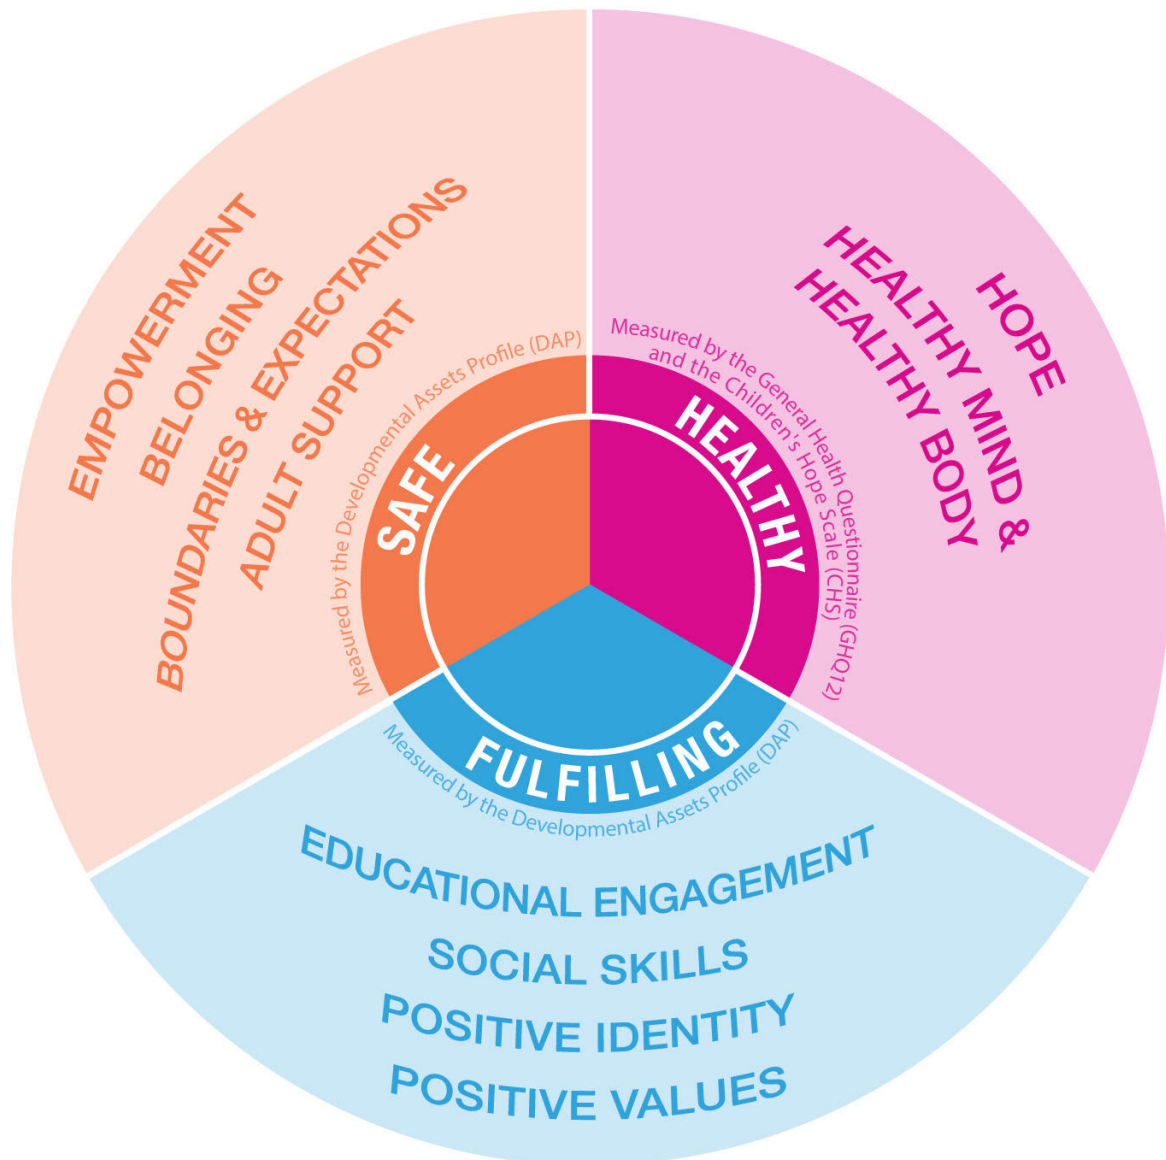 EMPOWERMENT
BELONGING
BOUNDARIES & EXPECTATIONS
ADULT SUPPORT
Measured by the Developmental Assets Profile (DAP)
SAFE
HOPE
HEALTHY MIND &
HEALTHY BODY
Measured by the General Health Questionnaire (GHQ12)
and the Children's Hope Scale (CHS)
HEALTHY
FULFILLING
Measured by the Developmental Assets Profile (DAP)
EDUCATIONAL ENGAGEMENT
SOCIAL SKILLS
POSITIVE IDENTITY
POSITIVE VALUES